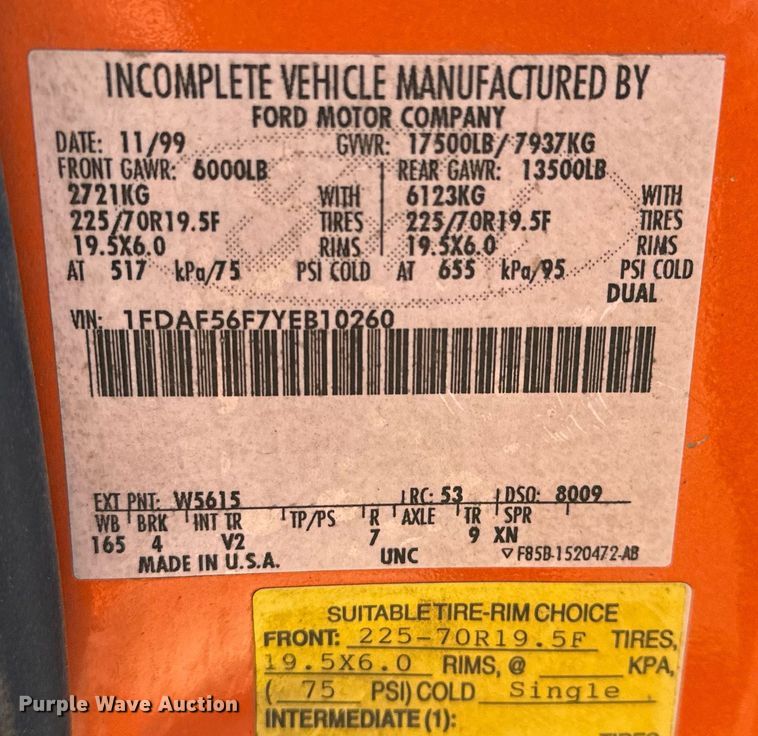 INCOMPLETE VEHICLE MANUFACTURED BY
FORD MOTOR COMPANY
DATE: 11/99 GVWR: 17500LB/7937KG
FRONT GAWR: 6000LB REAR GAWR: 13500LB
2721KG WITH 6123KG WITH
225/70R19.5F TIRES 225/70R19.5F TIRES
19.5X6.0 RIMS 19.5X6.0 RIMS
AT 517 kPa/75 PSI COLD AT 655 kPa/95 PSI COLD
DUAL
VIN: 1FDAF56F7YEB10260
EXT PNT: W5615 RC: 53 DSO: 8009
WB BRK INT TR TP/PS R AXLE TR SPR
165 4 V2 7 9 XN
MADE IN U.S.A. UNC ▽ F85B-1520472-AB
SUITABLE TIRE-RIM CHOICE
FRONT: 225-70R19.5F TIRES,
19.5X6.0 RIMS, @ KPA,
( 75 PSI) COLD Single,
INTERMEDIATE (1):
Purple Wave Auction